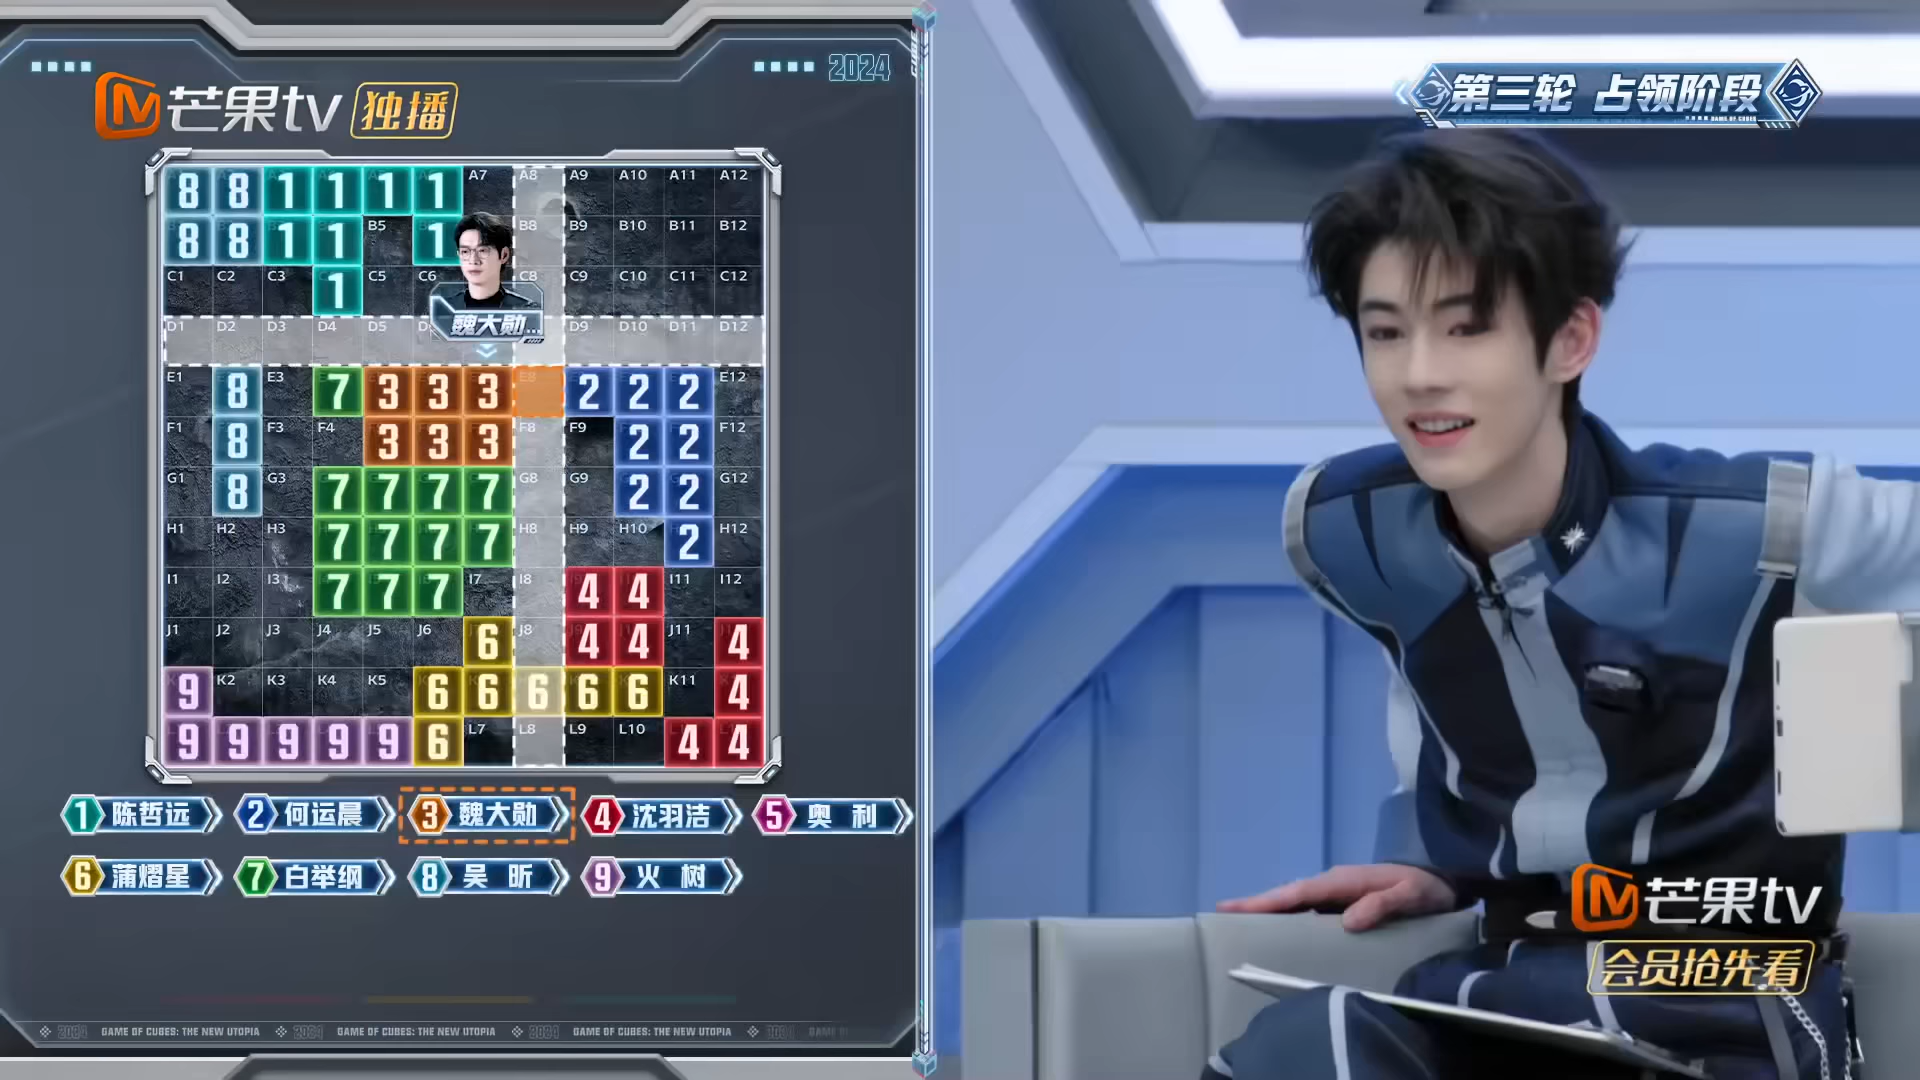 2024
芒果tv 独播
第三轮 占领阶段
GAME OF CUBES
8 8 1 1 1 1 A7 A8 A9 A10 A11 A12
8 8 1 1 B5 1 B8 B9 B10 B11 B12
C1 C2 C3 1 C5 C6 C8 C9 C10 C11 C12
魏大勋...
D1 D2 D3 D4 D5 D9 D10 D11 D12
E1 8 E3 7 3 3 3 E8 2 2 2 E12
F1 8 F3 F4 3 3 3 F8 F9 2 2 F12
G1 8 G3 7 7 7 7 G8 G9 2 2 G12
H1 H2 H3 7 7 7 7 H8 H9 H10 2 H12
I1 I2 I3 7 7 7 I7 I8 4 4 I11 I12
J1 J2 J3 J4 J5 J6 6 J8 4 4 J11 4
9 K2 K3 K4 K5 6 6 6 6 6 K11 4
9 9 9 9 9 6 L7 L8 L9 L10 4 4
1 陈哲远 2 何运晨 3 魏大勋 4 沈羽洁 5 奥 利
6 蒲熠星 7 白举纲 8 吴 昕 9 火 树
芒果tv
会员抢先看
2024 GAME OF CUBES: THE NEW UTOPIA 2024 GAME OF CUBES: THE NEW UTOPIA 2024 GAME OF CUBES: THE NEW UTOPIA